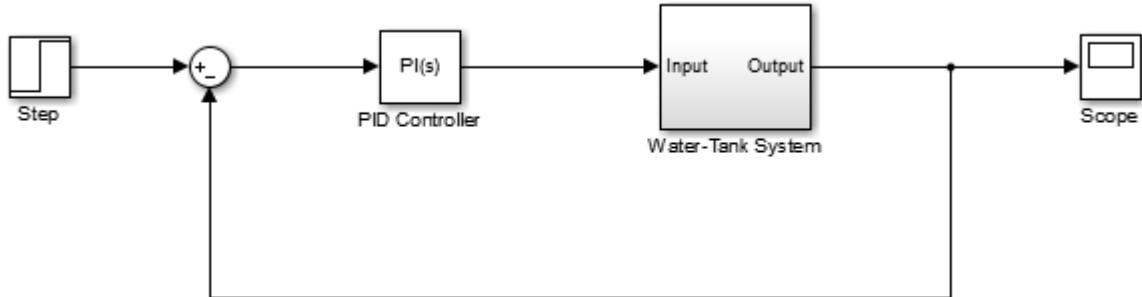 Step
+
−
PI(s)
PID Controller
Input
Output
Water-Tank System
Scope